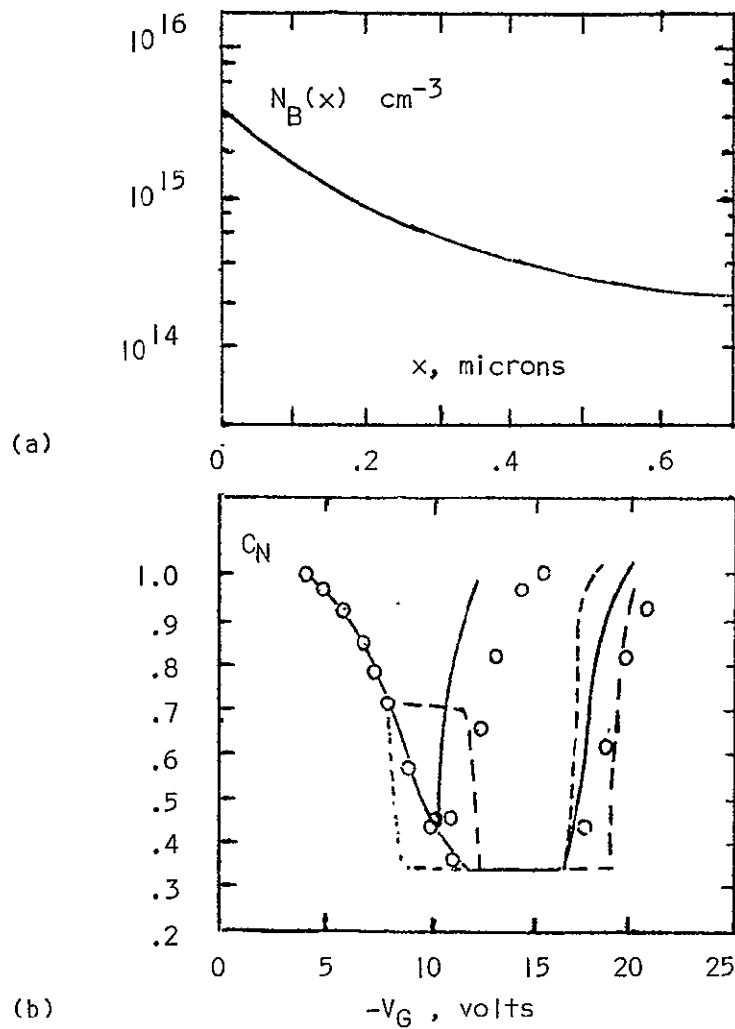 10^16
N_B(x) cm^-3
10^15
10^14
x, microns
(a)
0 .2 .4 .6
C_N
1.0
.9
.8
.7
.6
.5
.4
.3
.2
0 5 10 15 20 25
(b)
-V_G , volts